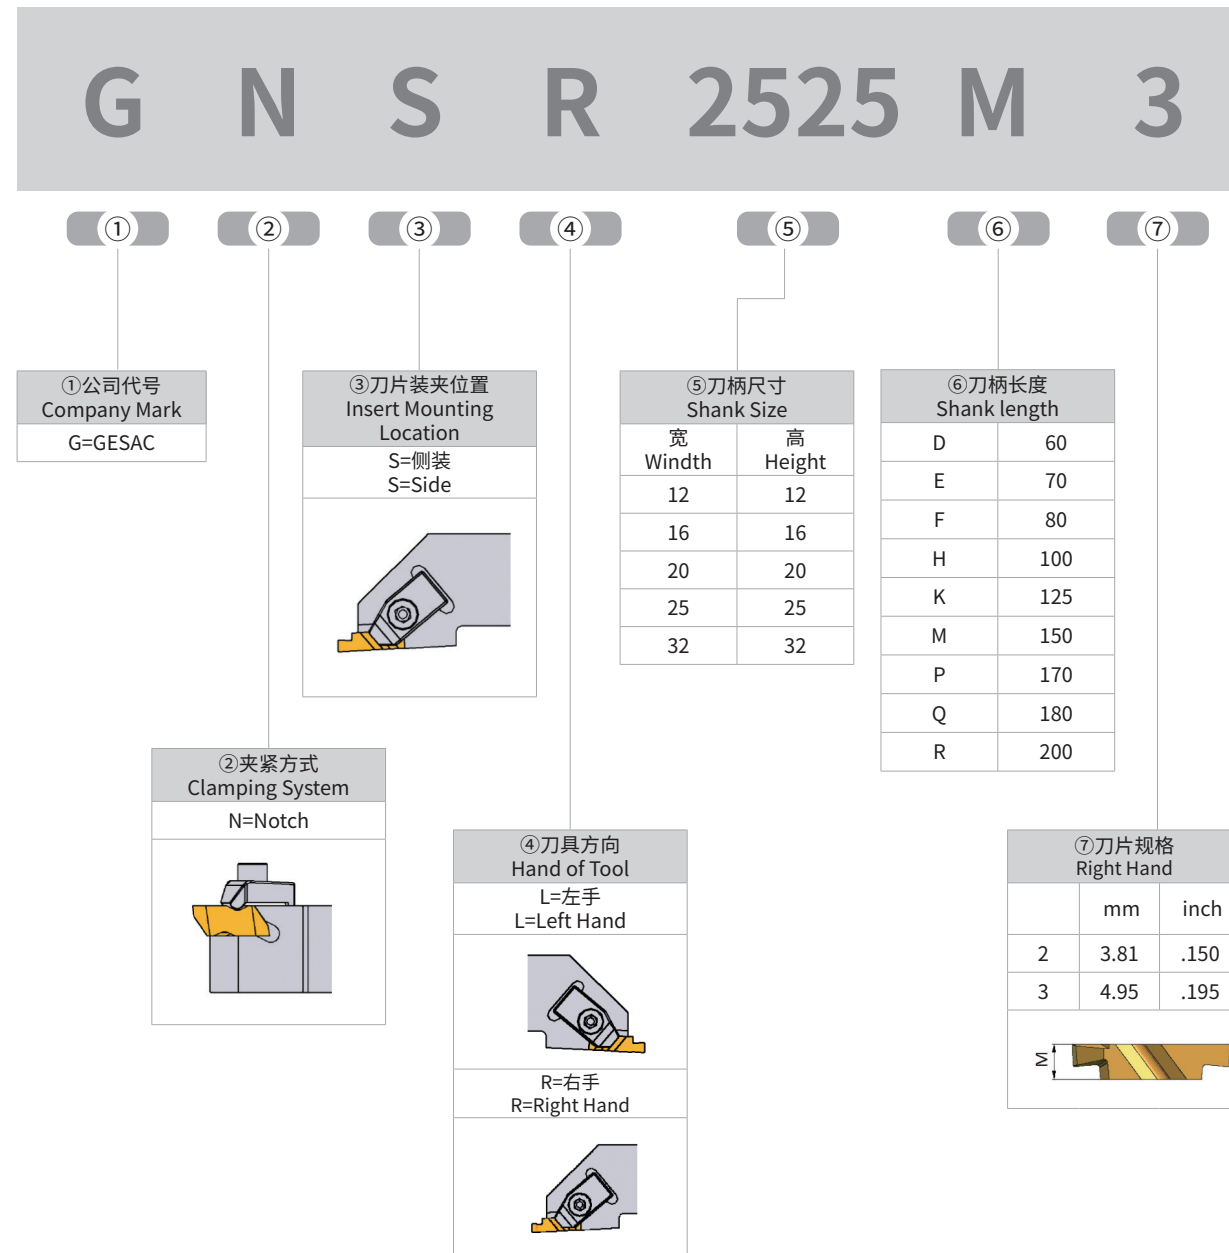 G N S R 2525 M 3
① ② ③ ④ ⑤ ⑥ ⑦
①公司代号
Company Mark
G=GESAC
③刀片装夹位置
Insert Mounting
Location
S=侧装
S=Side
⑤刀柄尺寸
Shank Size
宽 高
Windth Height
12 12
16 16
20 20
25 25
32 32
⑥刀柄长度
Shank length
D 60
E 70
F 80
H 100
K 125
M 150
P 170
Q 180
R 200
②夹紧方式
Clamping System
N=Notch
④刀具方向
Hand of Tool
L=左手
L=Left Hand
R=右手
R=Right Hand
⑦刀片规格
Right Hand
mm inch
2 3.81 .150
3 4.95 .195
M